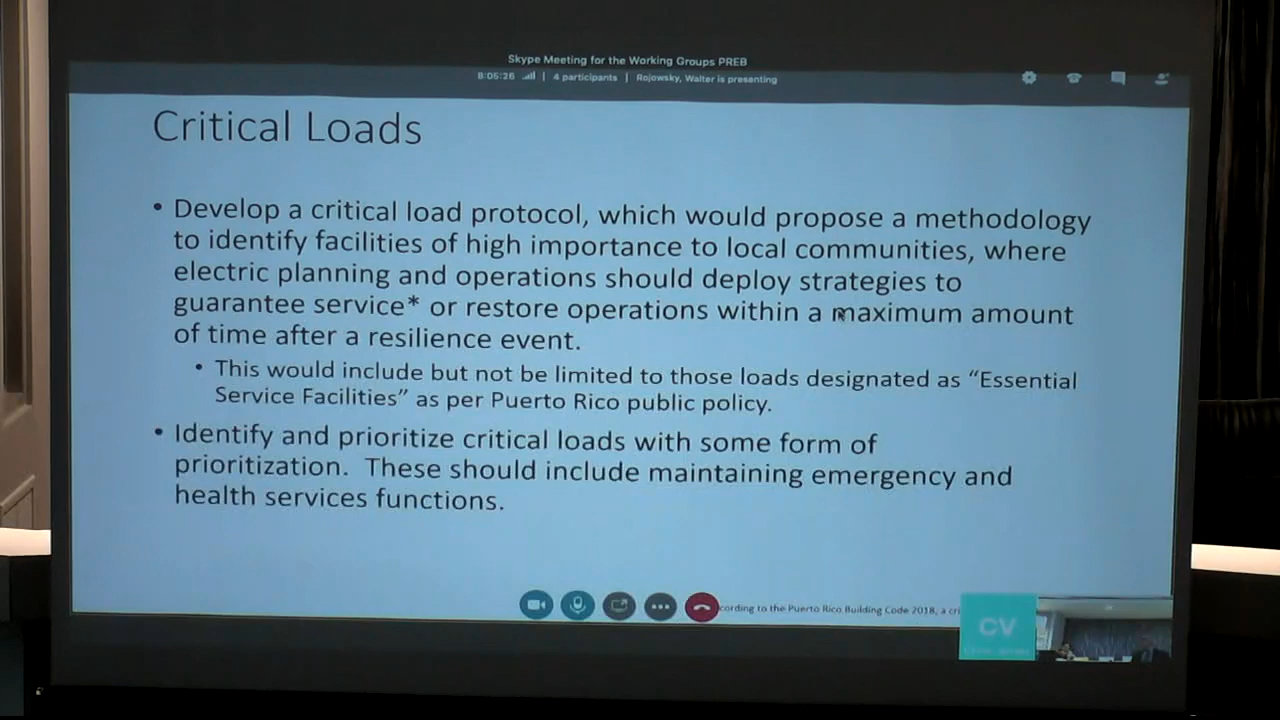 Skype Meeting for the Working Groups PREB
8:05:26 | 4 participants | Rojowsky, Walter is presenting
Critical Loads
• Develop a critical load protocol, which would propose a methodology
to identify facilities of high importance to local communities, where
electric planning and operations should deploy strategies to
guarantee service* or restore operations within a maximum amount
of time after a resilience event.
• This would include but not be limited to those loads designated as “Essential
Service Facilities” as per Puerto Rico public policy.
• Identify and prioritize critical loads with some form of
prioritization. These should include maintaining emergency and
health services functions.
cording to the Puerto Rico Building Code 2018, a cri
CV